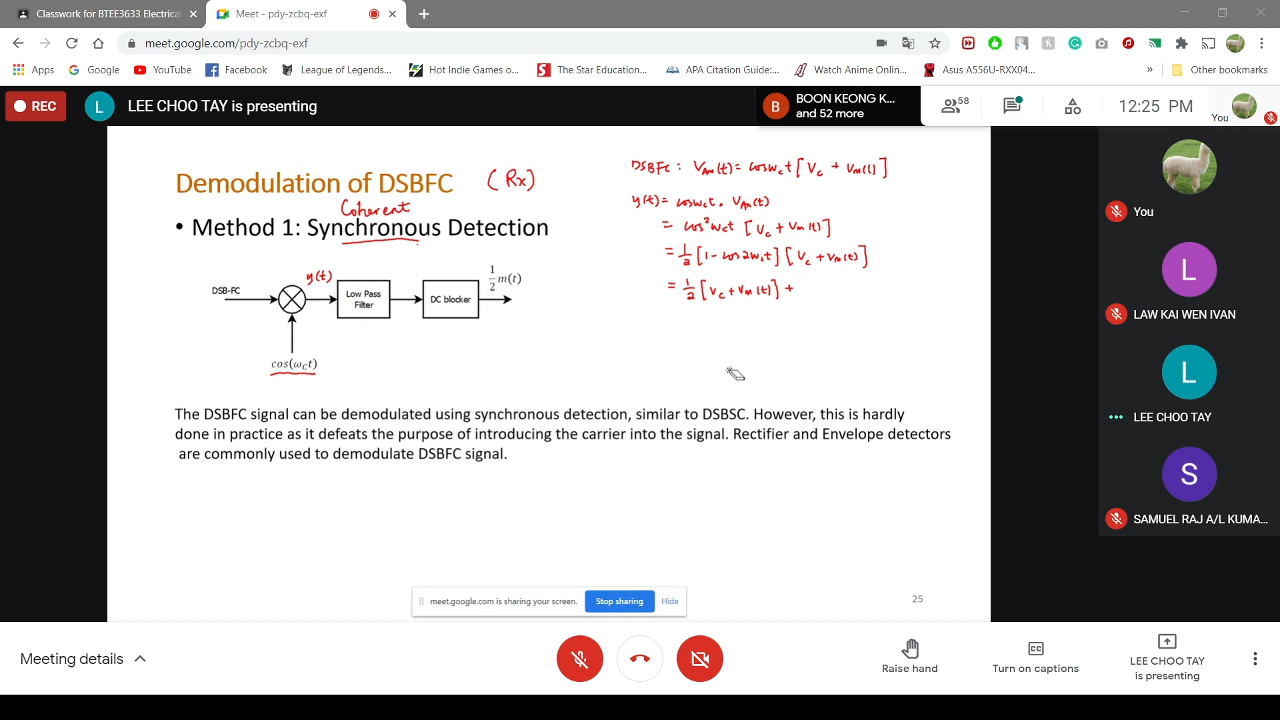 Classwork for BTEE3633 Electrical
Meet - pdy-zcbq-exf
meet.google.com/pdy-zcbq-exf
Apps
Google
YouTube
Facebook
League of Legends...
Hot Indie Games o...
The Star Education...
APA Citation Guide:...
Watch Anime Onlin...
Asus A556U-RXX04...
»
Other bookmarks
REC
L
LEE CHOO TAY is presenting
B
BOON KEONG K...
and 52 more
58
12:25 PM
You
Demodulation of DSBFC (Rx)
Coherent
• Method 1: Synchronous Detection
DSB-FC
y(t)
Low Pass
Filter
DC blocker
1/2 m(t)
cos(ω_C t)
DSBFC : V_Am(t) = cosω_c t [V_c + v_m(t)]
y(t) = cosω_c t . V_Am(t)
= cos² ω_c t [V_c + v_m(t)]
= 1/2 [1 - cos2ω_c t] [V_c + v_m(t)]
= 1/2 [V_c + v_m(t)] +
The DSBFC signal can be demodulated using synchronous detection, similar to DSBSC. However, this is hardly
done in practice as it defeats the purpose of introducing the carrier into the signal. Rectifier and Envelope detectors
are commonly used to demodulate DSBFC signal.
meet.google.com is sharing your screen.
Stop sharing
Hide
25
You
L
LAW KAI WEN IVAN
L
LEE CHOO TAY
S
SAMUEL RAJ A/L KUMA...
Meeting details
Raise hand
Turn on captions
LEE CHOO TAY
is presenting